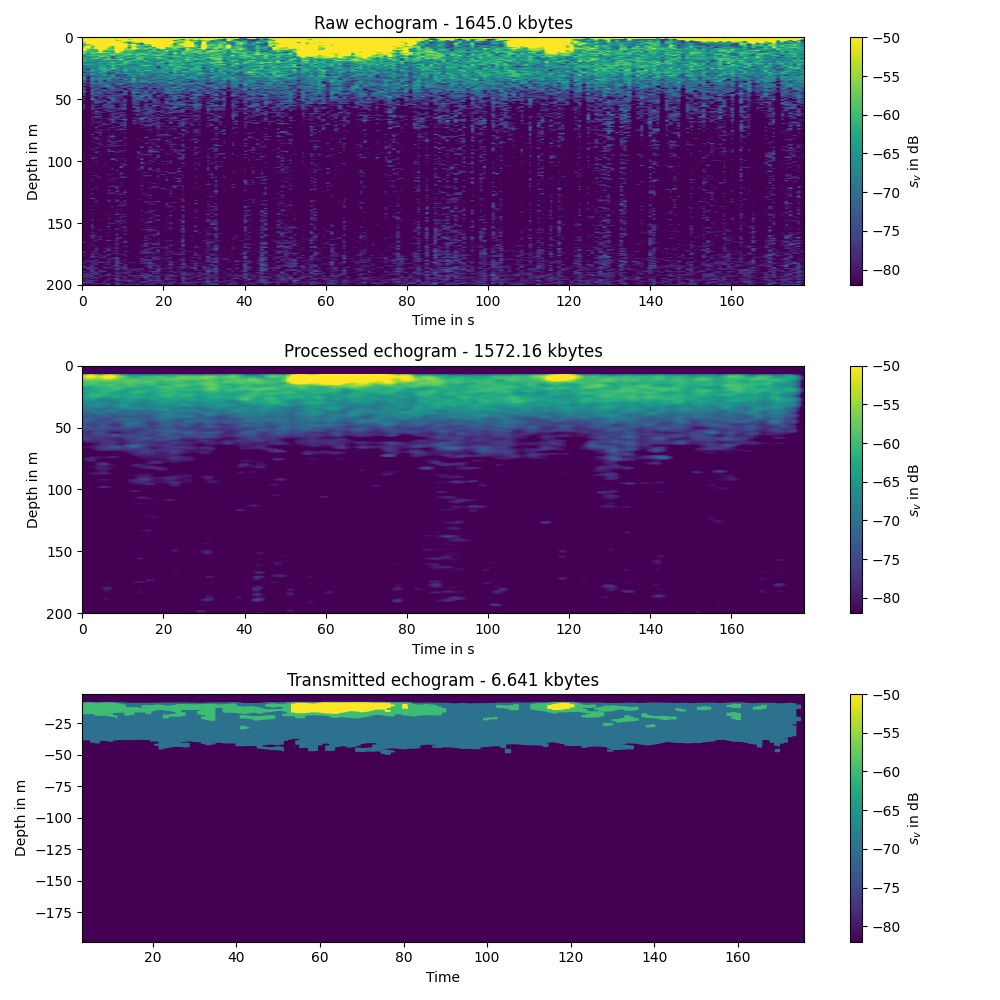 Raw echogram - 1645.0 kbytes
0
50
100
150
200
Depth in m
0 20 40 60 80 100 120 140 160
Time in s
−50
−55
−60
−65
−70
−75
−80
sv in dB
Processed echogram - 1572.16 kbytes
0
50
100
150
200
Depth in m
0 20 40 60 80 100 120 140 160
Time in s
−50
−55
−60
−65
−70
−75
−80
sv in dB
Transmitted echogram - 6.641 kbytes
−25
−50
−75
−100
−125
−150
−175
Depth in m
20 40 60 80 100 120 140 160
Time
−50
−55
−60
−65
−70
−75
−80
sv in dB